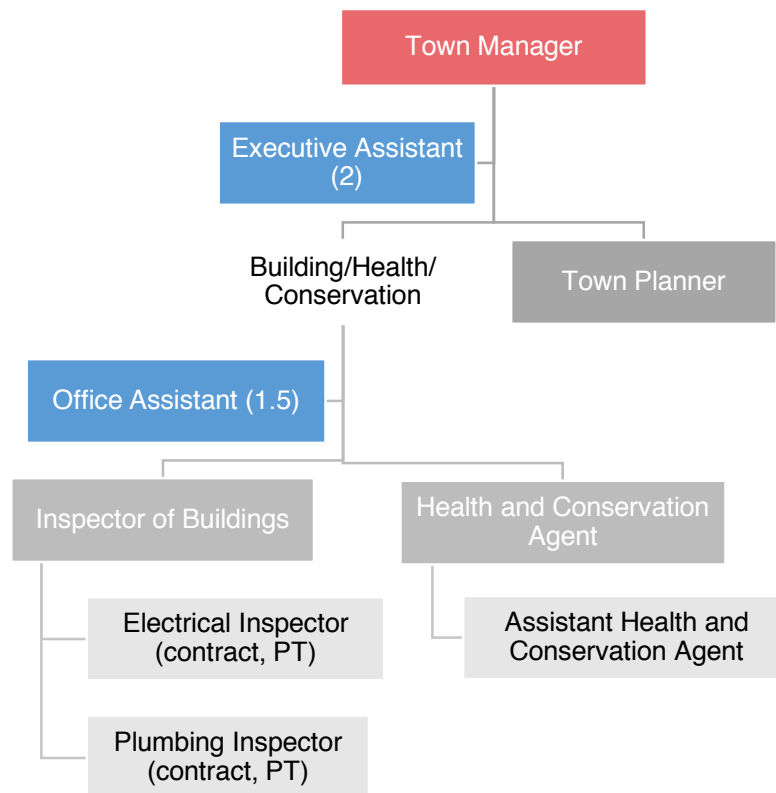 Town Manager
Executive Assistant
(2)
Building/Health/
Conservation
Town Planner
Office Assistant (1.5)
Inspector of Buildings
Health and Conservation
Agent
Electrical Inspector
(contract, PT)
Assistant Health and
Conservation Agent
Plumbing Inspector
(contract, PT)